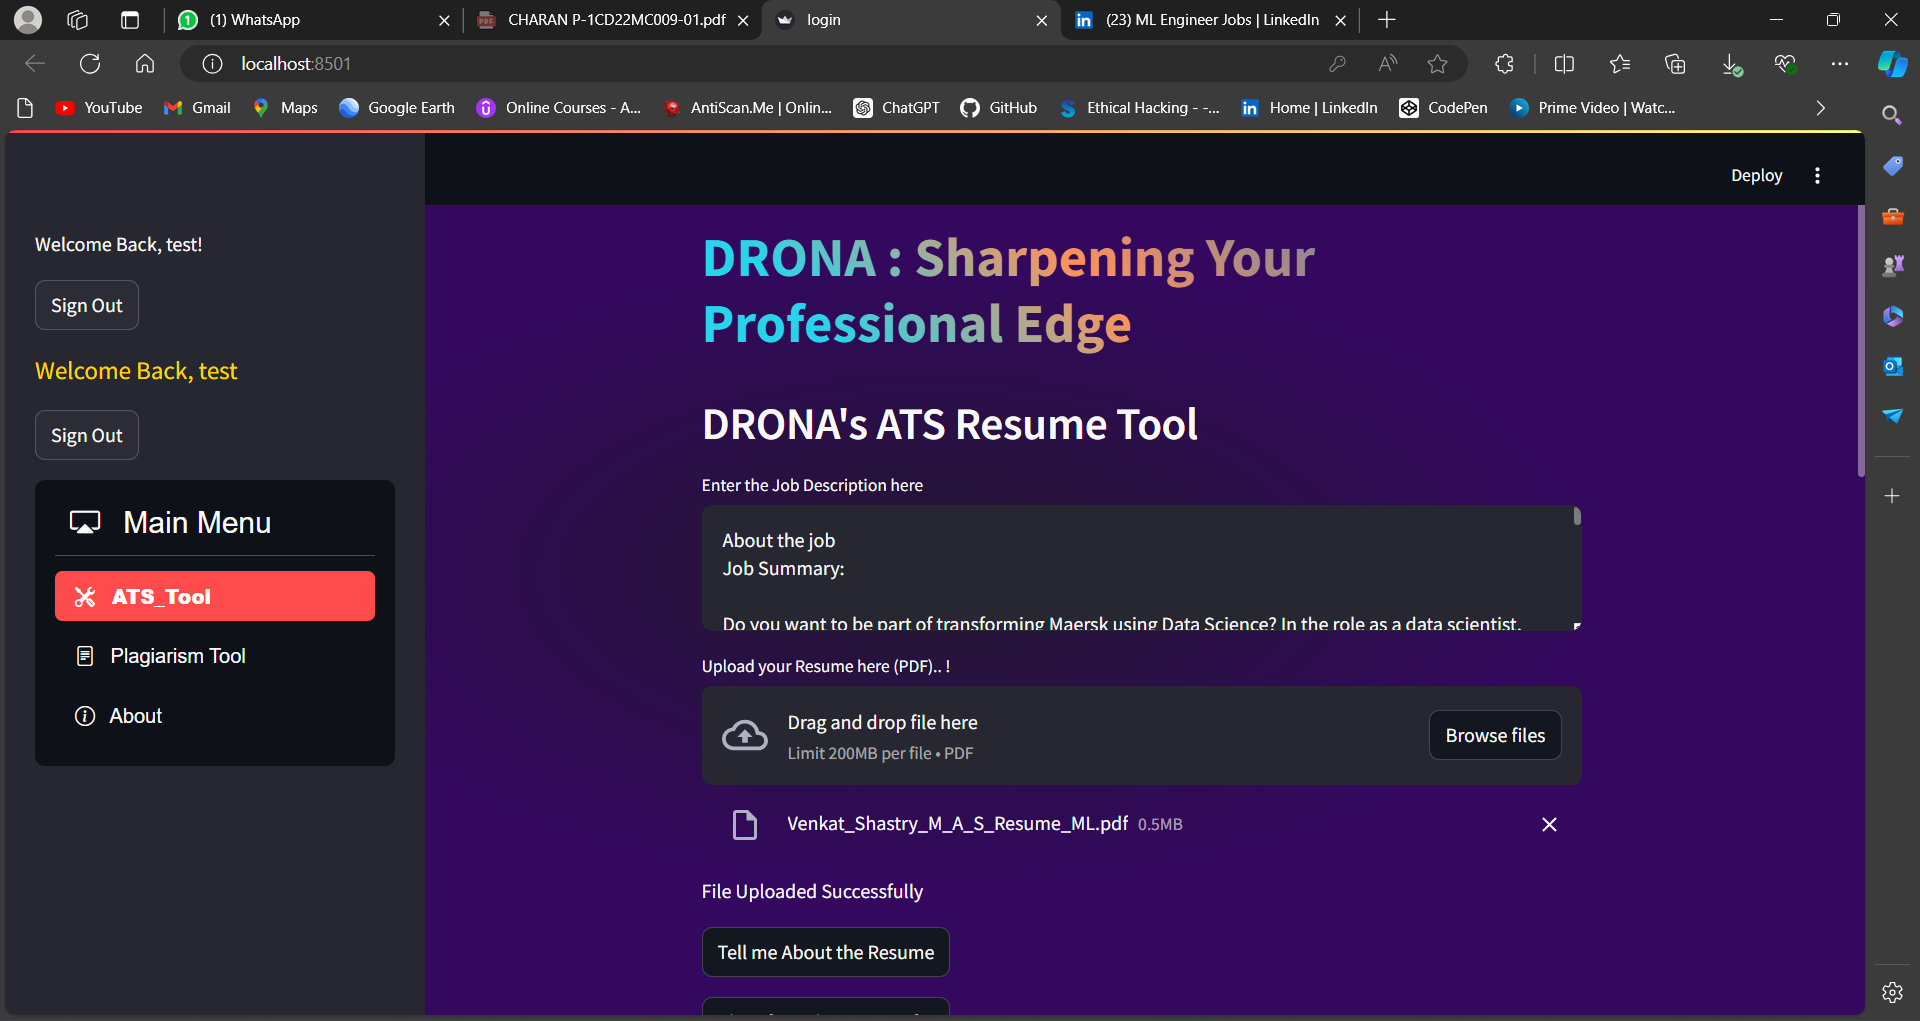 (1) WhatsApp
CHARAN P-1CD22MC009-01.pdf
login
(23) ML Engineer Jobs | LinkedIn
localhost:8501
YouTube
Gmail
Maps
Google Earth
Online Courses - A...
AntiScan.Me | Onlin...
ChatGPT
GitHub
Ethical Hacking - -...
Home | LinkedIn
CodePen
Prime Video | Watc...
Deploy
Welcome Back, test!
Sign Out
Welcome Back, test
Sign Out
Main Menu
ATS_Tool
Plagiarism Tool
About
DRONA : Sharpening Your
Professional Edge
DRONA's ATS Resume Tool
Enter the Job Description here
About the job
Job Summary:
Do you want to be part of transforming Maersk using Data Science? In the role as a data scientist,
Upload your Resume here (PDF).. !
Drag and drop file here
Limit 200MB per file • PDF
Browse files
Venkat_Shastry_M_A_S_Resume_ML.pdf 0.5MB
File Uploaded Successfully
Tell me About the Resume